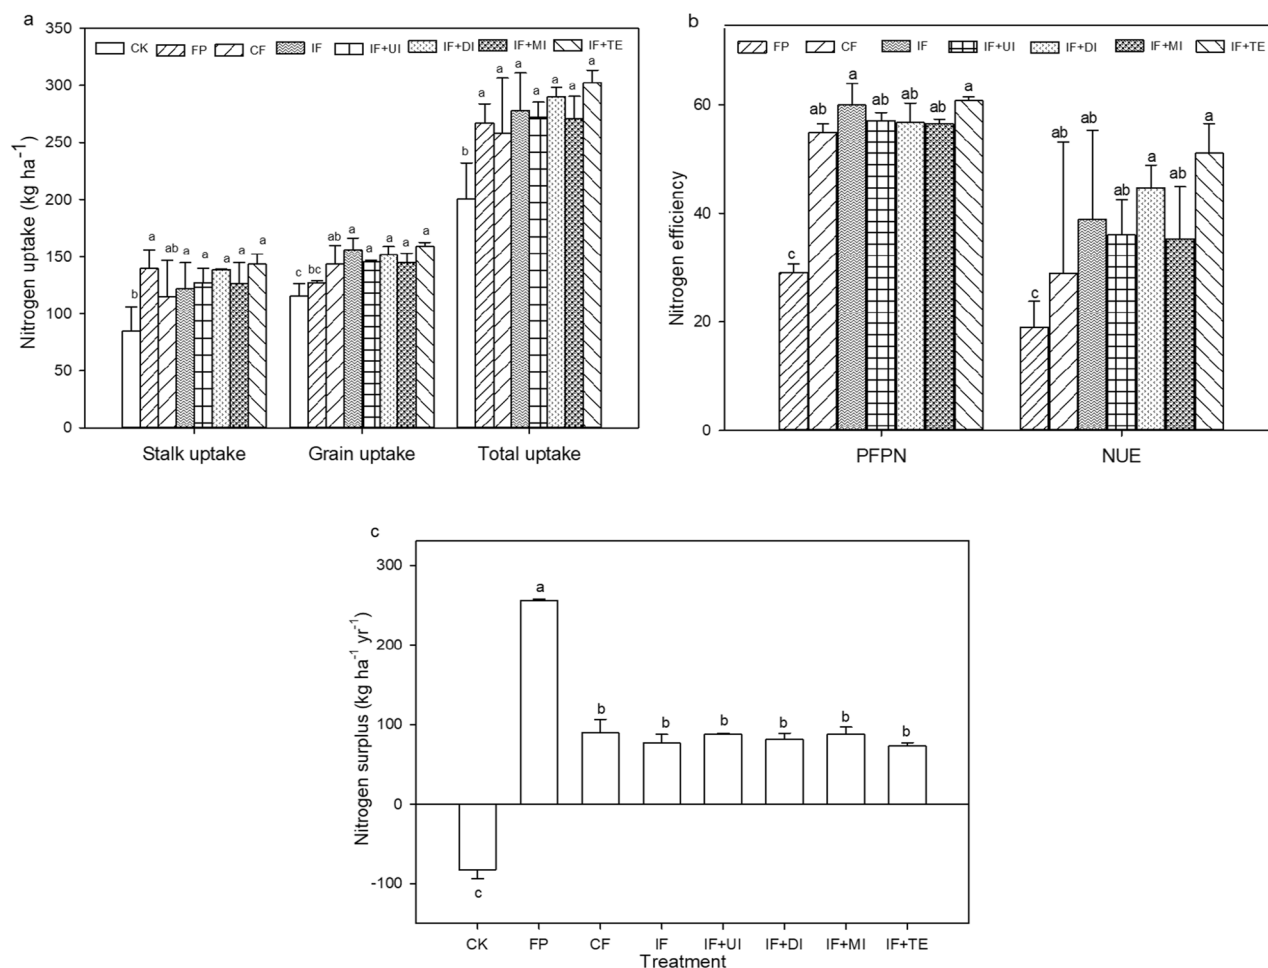 a
350
300
250
200
150
100
50
0
Nitrogen uptake (kg ha⁻¹)
CK FP CF IF IF+UI IF+DI IF+MI IF+TE
b a ab a a a a a
c bc ab a a a a a
b a a a a a a a
Stalk uptake Grain uptake Total uptake
b
60
40
20
0
Nitrogen efficiency
FP CF IF IF+UI IF+DI IF+MI IF+TE
c ab a ab ab ab a
c ab ab ab a ab a
PFPN NUE
c
300
200
100
0
-100
Nitrogen surplus (kg ha⁻¹ yr⁻¹)
c a b b b b b b
CK FP CF IF IF+UI IF+DI IF+MI IF+TE
Treatment